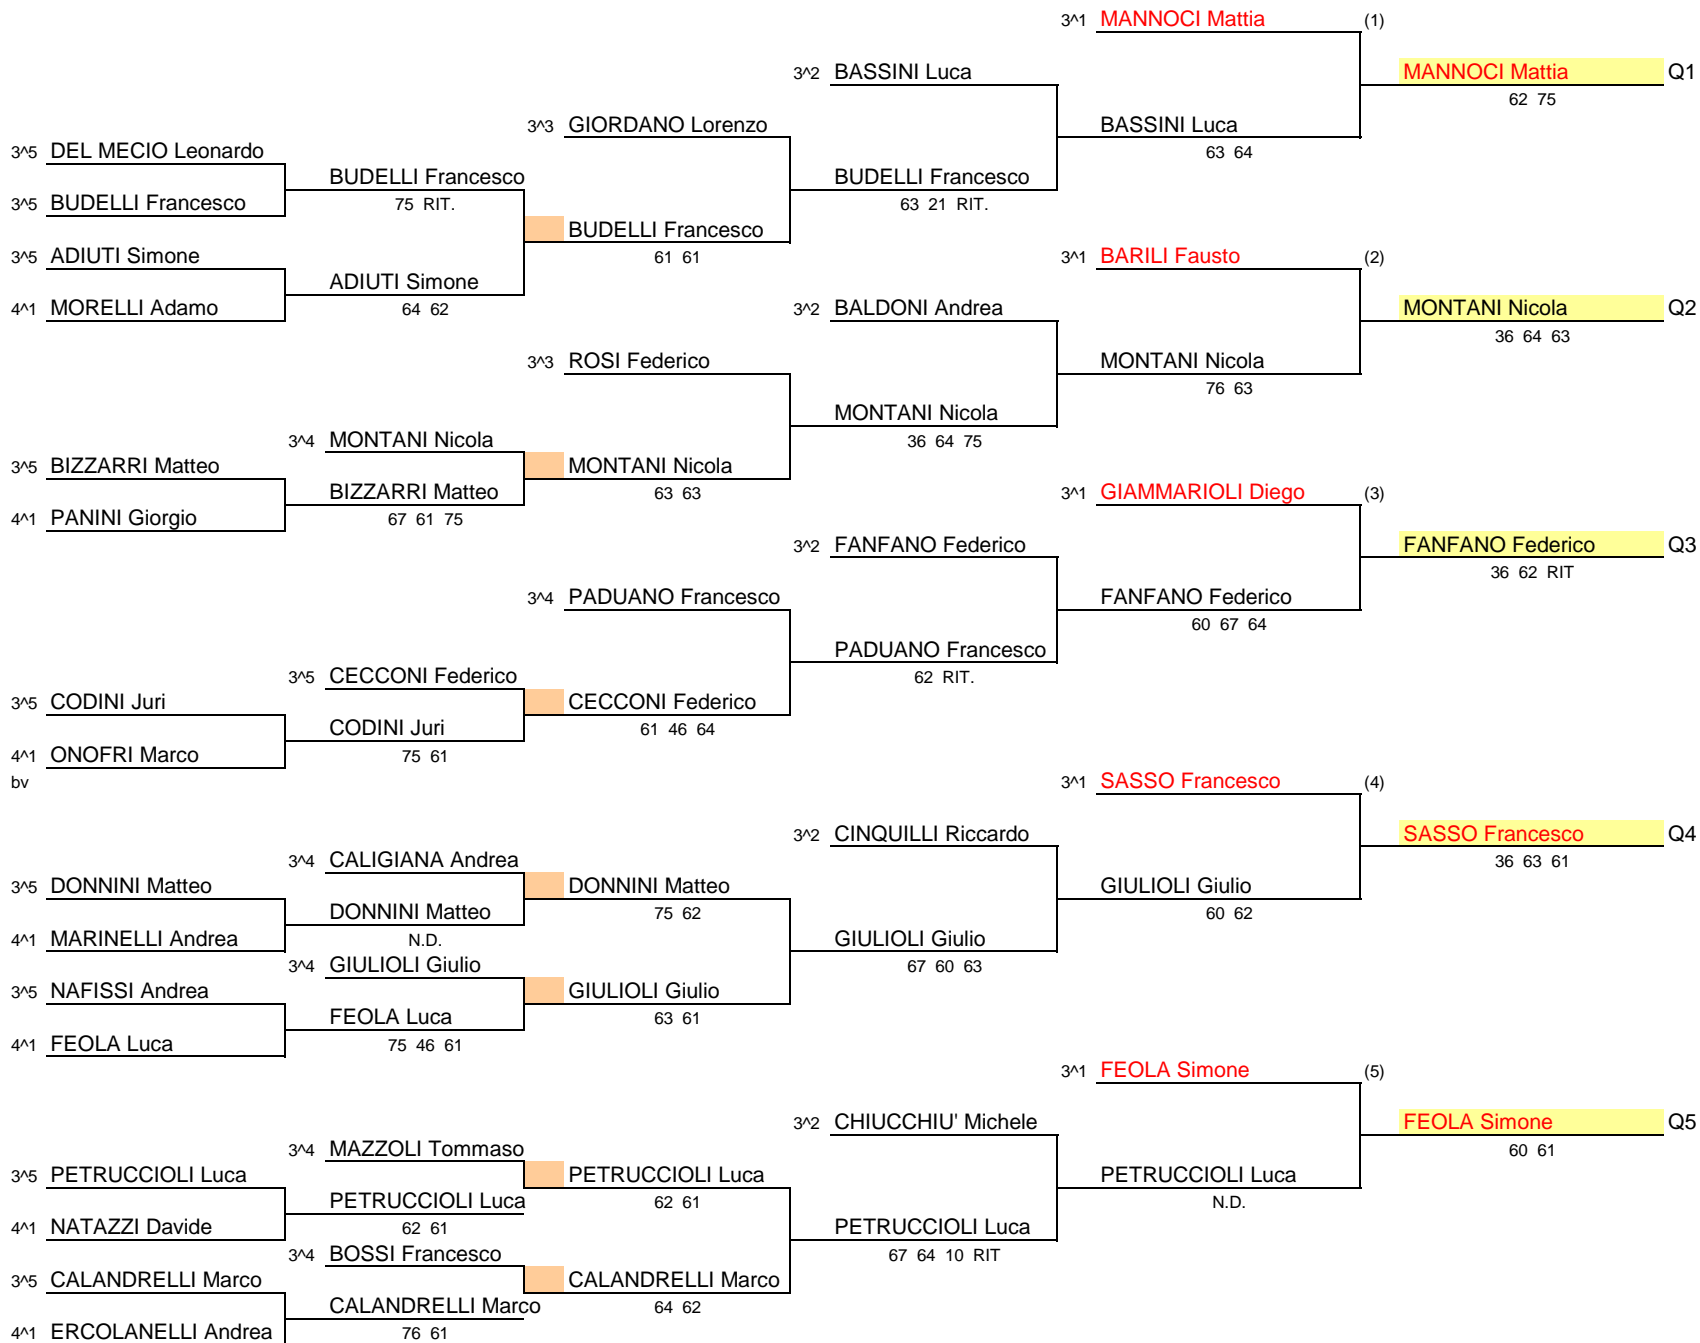 3^1 MANNOCI Mattia (1)
3^2 BASSINI Luca MANNOCI Mattia Q1
62 75
3^3 GIORDANO Lorenzo BASSINI Luca
3^5 DEL MECIO Leonardo 63 64
BUDELLI Francesco BUDELLI Francesco
3^5 BUDELLI Francesco 75 RIT. 63 21 RIT.
BUDELLI Francesco
3^5 ADIUTI Simone 61 61 3^1 BARILI Fausto (2)
ADIUTI Simone
4^1 MORELLI Adamo 64 62 3^2 BALDONI Andrea MONTANI Nicola Q2
36 64 63
3^3 ROSI Federico MONTANI Nicola
76 63
MONTANI Nicola
3^4 MONTANI Nicola 36 64 75
3^5 BIZZARRI Matteo MONTANI Nicola
BIZZARRI Matteo 63 63 3^1 GIAMMARIOLI Diego (3)
4^1 PANINI Giorgio 67 61 75
3^2 FANFANO Federico FANFANO Federico Q3
36 62 RIT
3^4 PADUANO Francesco FANFANO Federico
60 67 64
PADUANO Francesco
3^5 CECCONI Federico 62 RIT.
3^5 CODINI Juri CECCONI Federico
CODINI Juri 61 46 64
4^1 ONOFRI Marco 75 61
bv 3^1 SASSO Francesco (4)
3^2 CINQUILLI Riccardo SASSO Francesco Q4
3^4 CALIGIANA Andrea 36 63 61
3^5 DONNINI Matteo DONNINI Matteo GIULIOLI Giulio
DONNINI Matteo 75 62 60 62
4^1 MARINELLI Andrea N.D. GIULIOLI Giulio
3^4 GIULIOLI Giulio 67 60 63
3^5 NAFISSI Andrea GIULIOLI Giulio
FEOLA Luca 63 61
4^1 FEOLA Luca 75 46 61
3^1 FEOLA Simone (5)
3^2 CHIUCCHIU' Michele FEOLA Simone Q5
3^4 MAZZOLI Tommaso 60 61
3^5 PETRUCCIOLI Luca PETRUCCIOLI Luca PETRUCCIOLI Luca
PETRUCCIOLI Luca 62 61 N.D.
4^1 NATAZZI Davide 62 61 PETRUCCIOLI Luca
3^4 BOSSI Francesco 67 64 10 RIT
3^5 CALANDRELLI Marco CALANDRELLI Marco
CALANDRELLI Marco 64 62
4^1 ERCOLANELLI Andrea 76 61